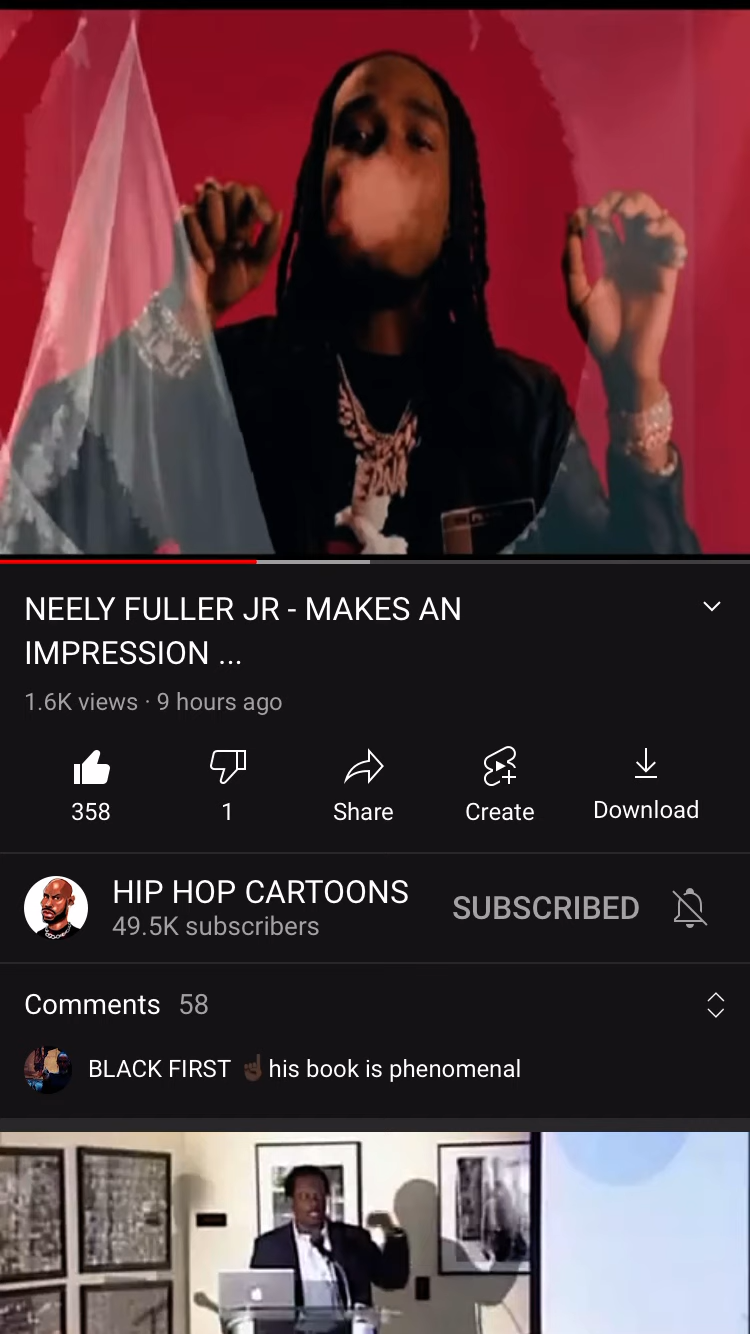 NEELY FULLER JR - MAKES AN
IMPRESSION ...
1.6K views · 9 hours ago
358
1
Share
Create
Download
HIP HOP CARTOONS
49.5K subscribers
SUBSCRIBED
Comments 58
BLACK FIRST ☝🏿his book is phenomenal